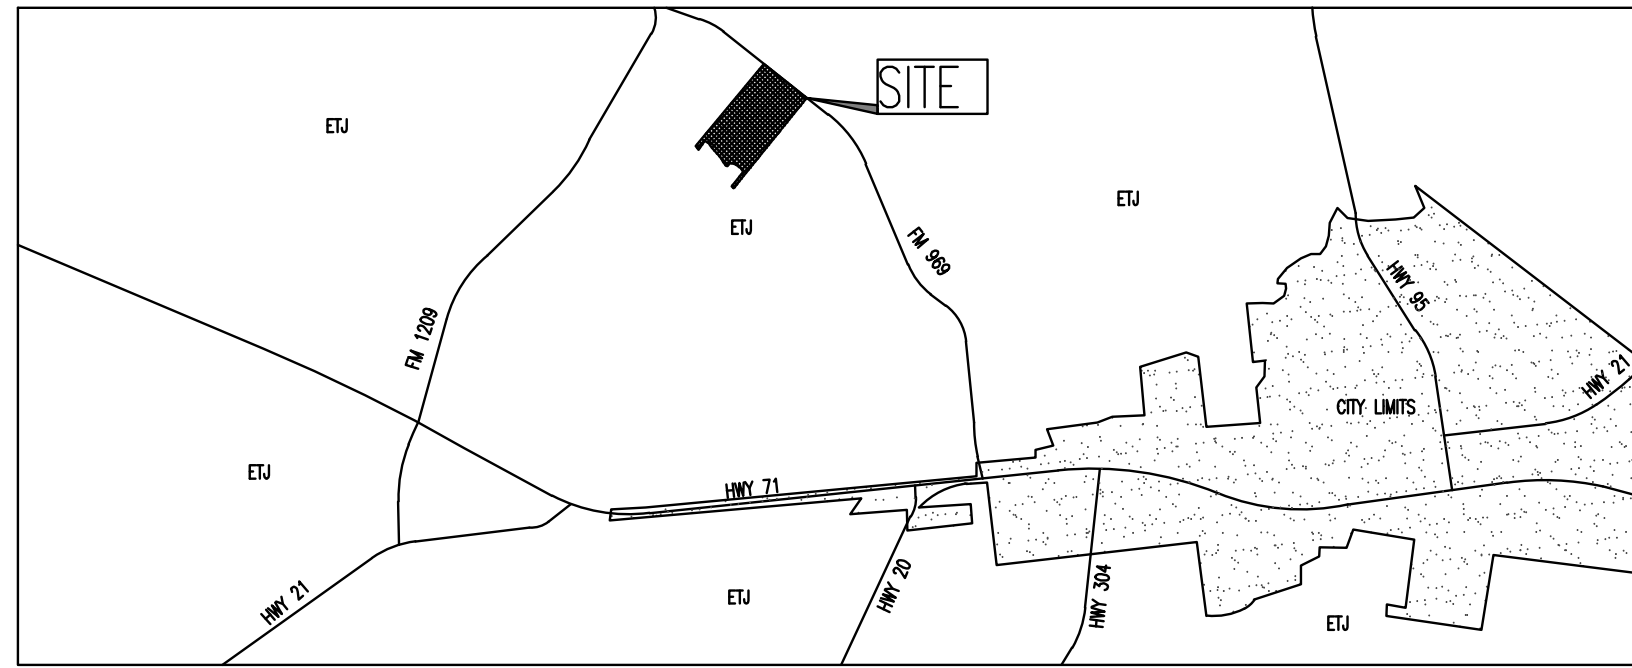 SITE
ETJ
ETJ
ETJ
FM 969
HWY 95
FM 1209
HWY 21
CITY LIMITS
ETJ
HWY 71
HWY 20
HWY 304
HWY 21
ETJ
ETJ